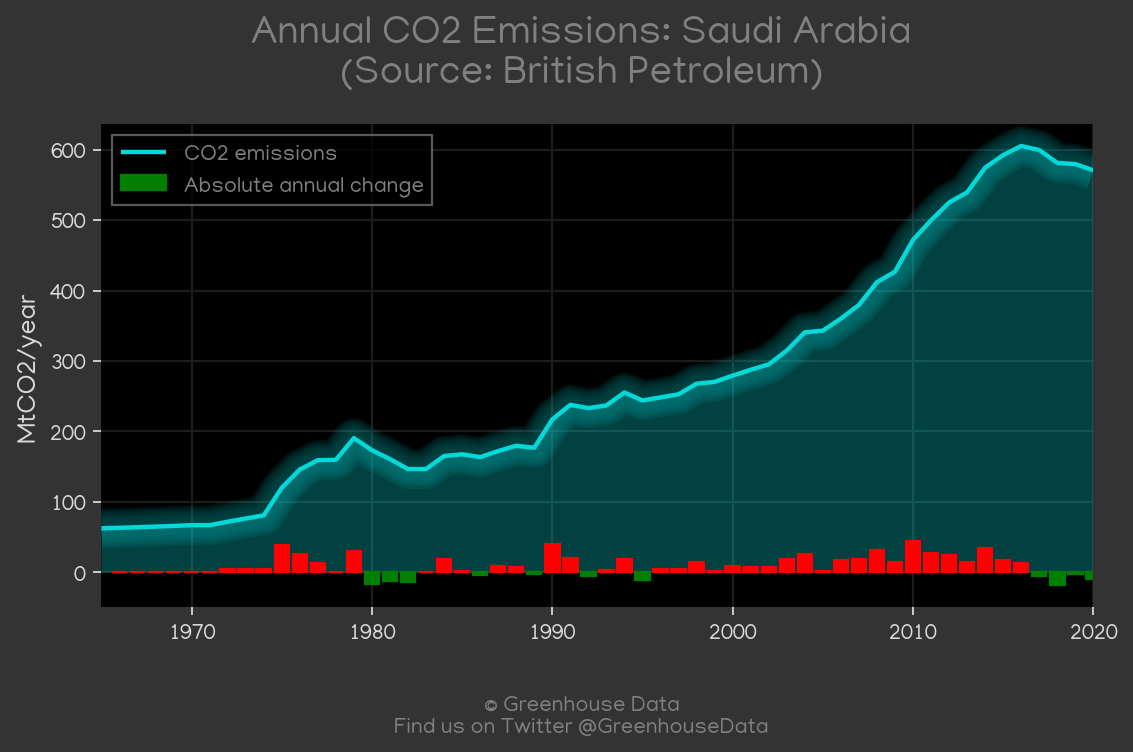 Annual CO2 Emissions: Saudi Arabia
(Source: British Petroleum)
CO2 emissions
Absolute annual change
MtCO2/year
600
500
400
300
200
100
0
1970 1980 1990 2000 2010 2020
© Greenhouse Data
Find us on Twitter @GreenhouseData